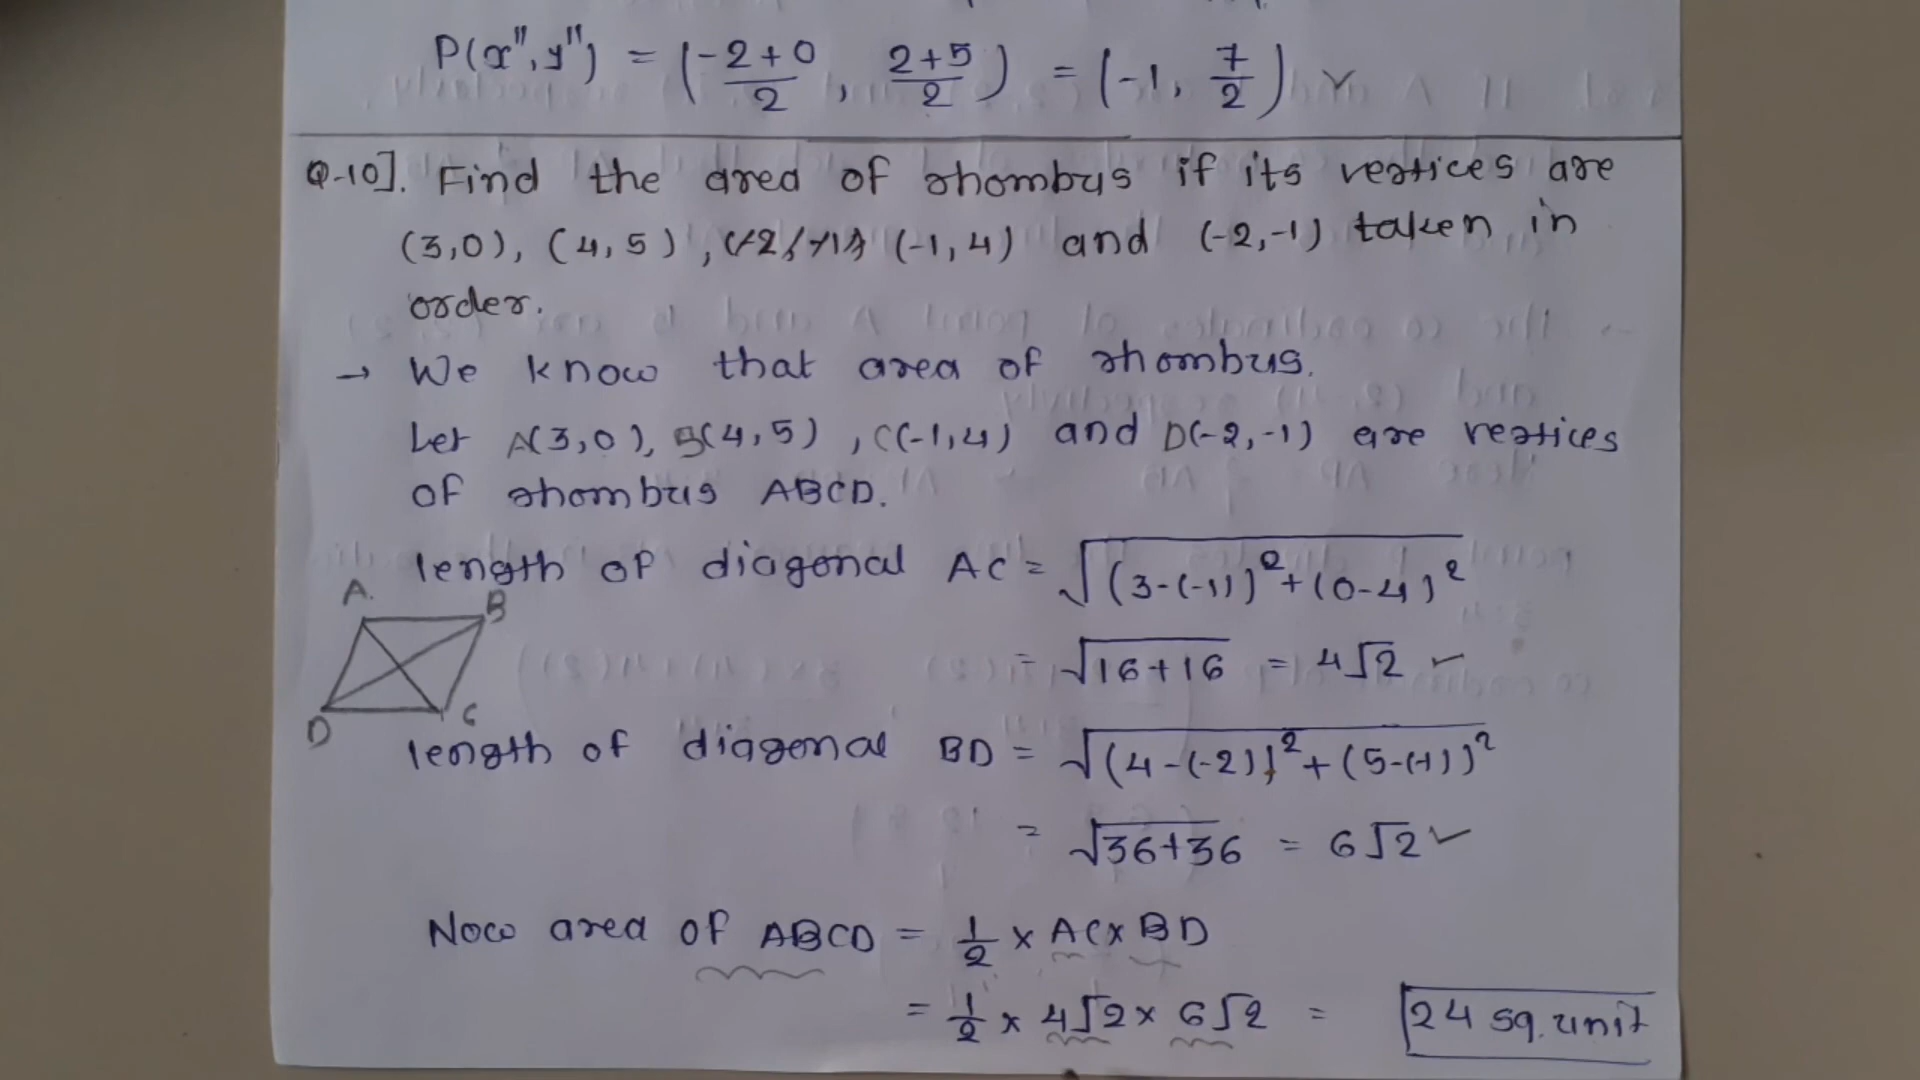 P(x", y") = (-2+0/2, 2+5/2) = (-1, 7/2)
Q-10]. Find the area of rhombus if its vertices are
(3,0), (4,5), (-1,4) and (-2,-1) taken in
order.
→ We know that area of rhombus.
Let A(3,0), B(4,5), C(-1,4) and D(-2,-1) are vertices
of rhombus ABCD.
length of diagonal AC = √(3-(-1))²+(0-4)²
A B
= √16+16 = 4√2 ✓
D C
length of diagonal BD = √(4-(-2))²+(5-(-1))²
= √36+36 = 6√2 ✓
Now area of ABCD = 1/2 × AC × BD
= 1/2 × 4√2 × 6√2 = 24 sq. unit